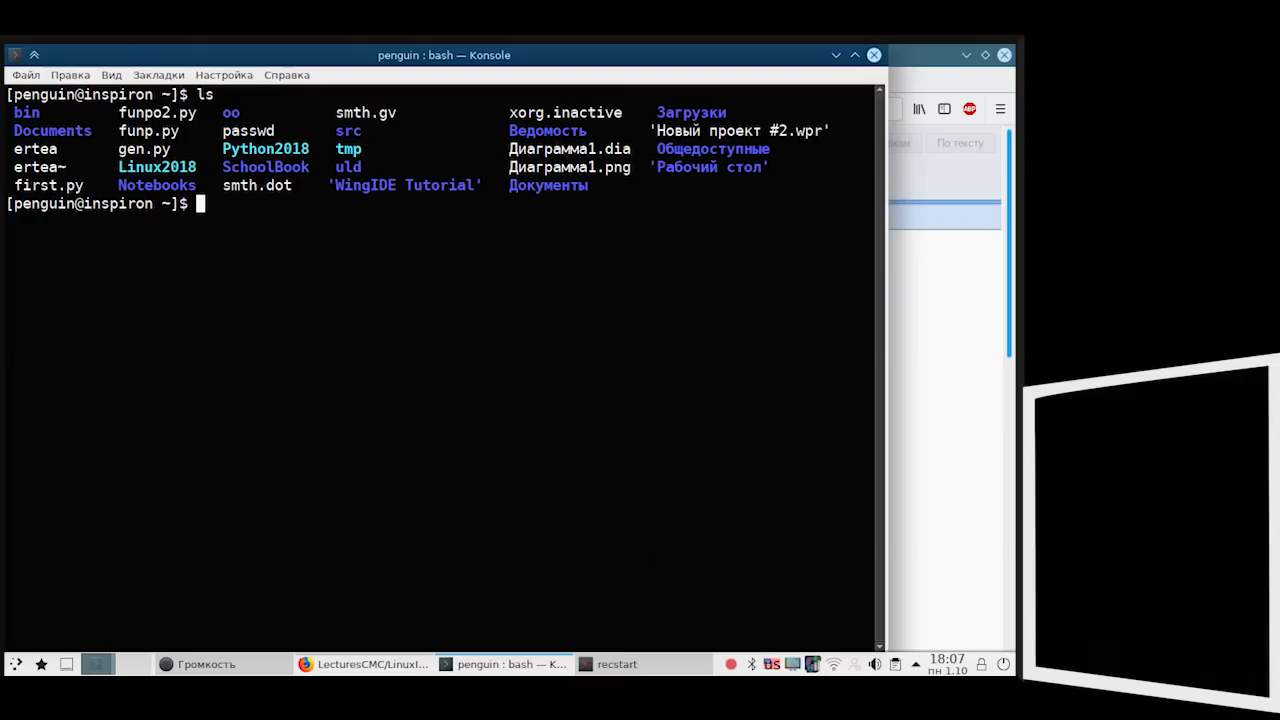 penguin : bash — Konsole
Файл Правка Вид Закладки Настройка Справка
[penguin@inspiron ~]$ ls
bin funpo2.py oo smth.gv xorg.inactive Загрузки
Documents funp.py passwd src Ведомость 'Новый проект #2.wpr'
ertea gen.py Python2018 tmp Диаграмма1.dia Общедоступные
ertea~ Linux2018 SchoolBook uld Диаграмма1.png 'Рабочий стол'
first.py Notebooks smth.dot 'WingIDE Tutorial' Документы
[penguin@inspiron ~]$
ABP
По тексту
Громкость LecturesCMC/LinuxI... penguin : bash — K... recstart us 18:07
пн 1.10